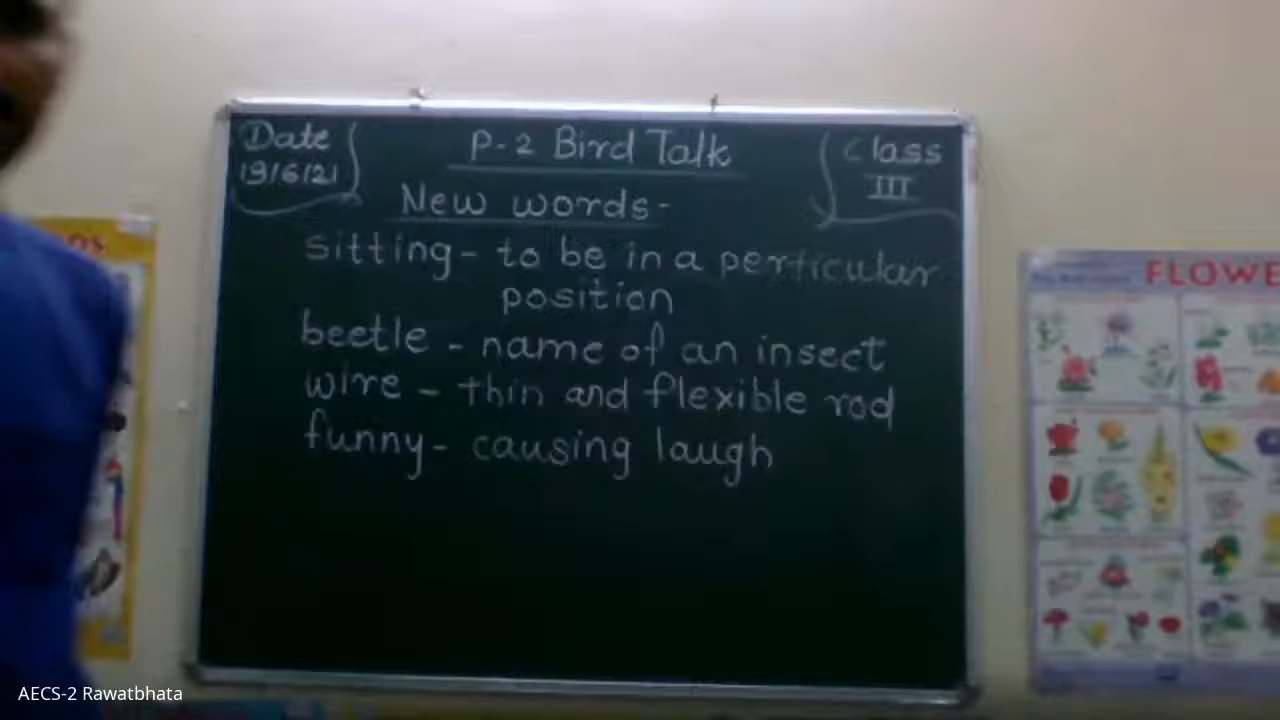 Date
19/6/21
P-2 Bird Talk
Class
III
New words-
sitting- to be in a perticular
position
beetle - name of an insect
wire - thin and flexible rod
funny- causing laugh
FLOWE
AECS-2 Rawatbhata